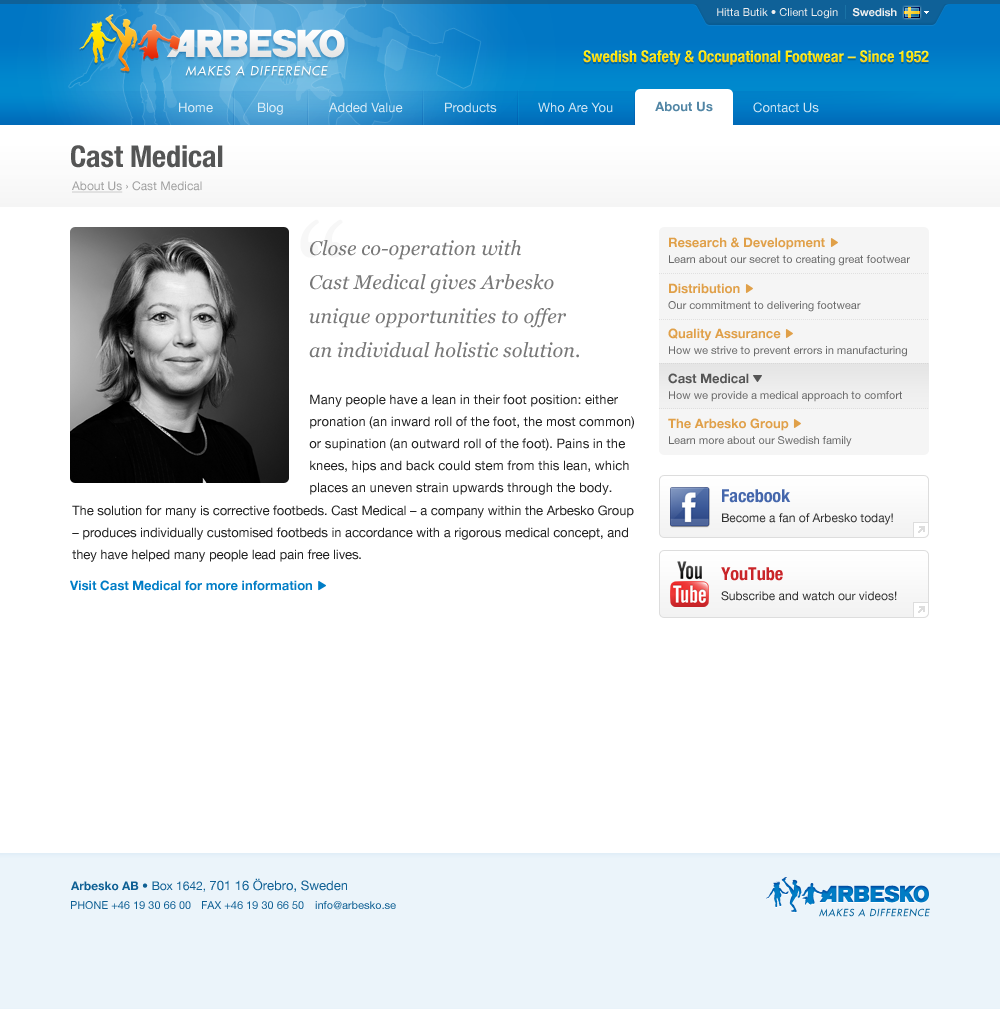 Hitta Butik • Client Login Swedish
ARBESKO
MAKES A DIFFERENCE
Swedish Safety & Occupational Footwear – Since 1952
Home Blog Added Value Products Who Are You About Us Contact Us
Cast Medical
About Us › Cast Medical
“Close co-operation with
Cast Medical gives Arbesko
unique opportunities to offer
an individual holistic solution.
Many people have a lean in their foot position: either
pronation (an inward roll of the foot, the most common)
or supination (an outward roll of the foot). Pains in the
knees, hips and back could stem from this lean, which
places an uneven strain upwards through the body.
The solution for many is corrective footbeds. Cast Medical – a company within the Arbesko Group
– produces individually customised footbeds in accordance with a rigorous medical concept, and
they have helped many people lead pain free lives.
Visit Cast Medical for more information
Research & Development
Learn about our secret to creating great footwear
Distribution
Our commitment to delivering footwear
Quality Assurance
How we strive to prevent errors in manufacturing
Cast Medical
How we provide a medical approach to comfort
The Arbesko Group
Learn more about our Swedish family
f
Facebook
Become a fan of Arbesko today!
You
Tube
YouTube
Subscribe and watch our videos!
Arbesko AB • Box 1642, 701 16 Örebro, Sweden
PHONE +46 19 30 66 00 FAX +46 19 30 66 50 info@arbesko.se
ARBESKO
MAKES A DIFFERENCE